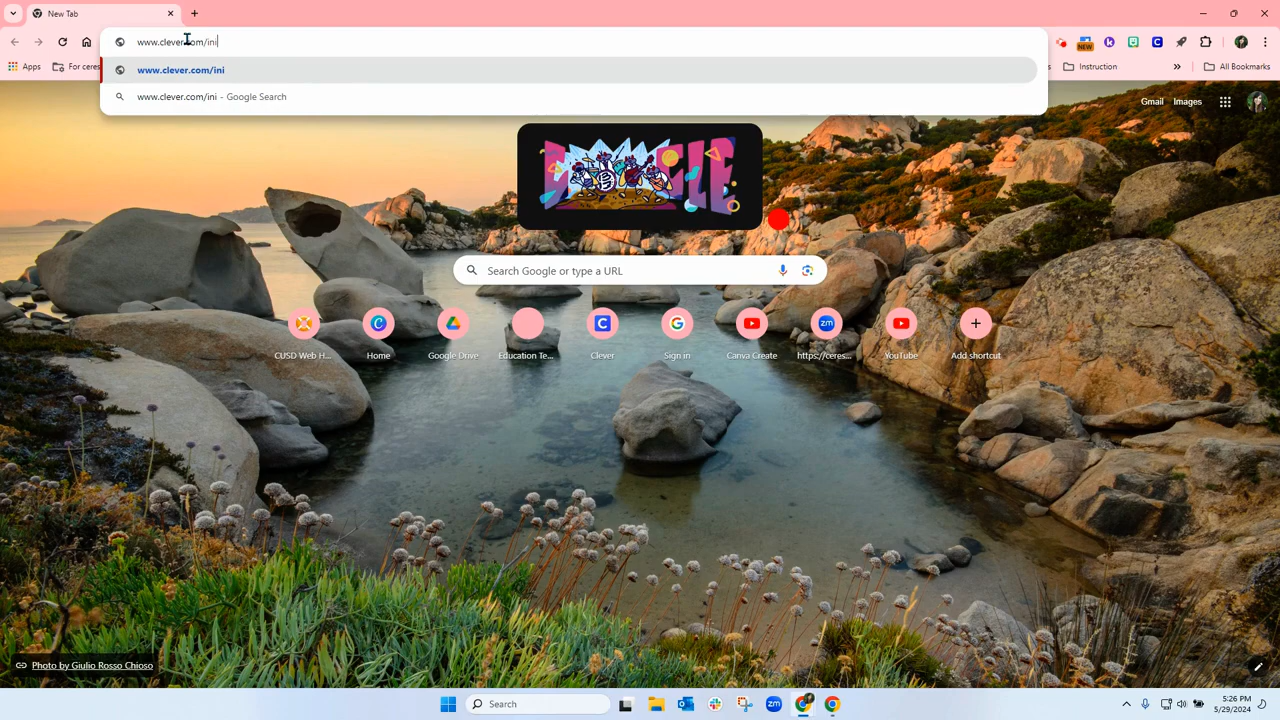 New Tab
www.clever.com/ini
NEW
Apps
For ceres
Instruction
All Bookmarks
www.clever.com/ini
www.clever.com/ini - Google Search
Gmail
Images
Search Google or type a URL
CUSD Web H...
Home
Google Drive
Education Te...
Clever
Sign in
Canva Create
https://ceres...
YouTube
Add shortcut
Photo by Giulio Rosso Chioso
Search
5:26 PM
5/29/2024